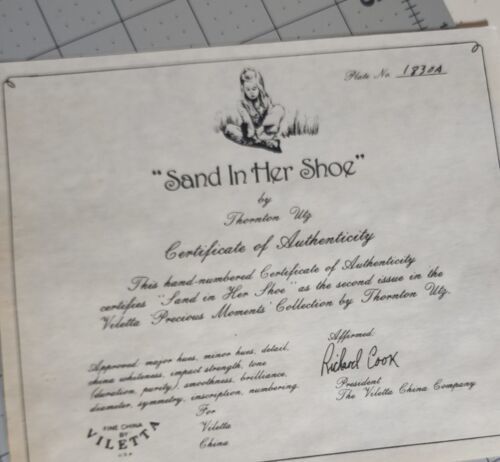 Plate No. 1830A
"Sand In Her Shoe"
by
Thornton Utz
Certificate of Authenticity
This hand-numbered Certificate of Authenticity
certifies "Sand in Her Shoe" as the second issue in the
Viletta 'Precious Moments' Collection by Thornton Utz.
Approved: major hues, minor hues, detail,
china whiteness, impact strength, tone
(duration, purity), smoothness, brilliance,
diameter, symmetry, inscription, numbering.
For
Viletta
China
Affirmed:
Richard Cook
President
The Viletta China Company
FINE CHINA
BY
VILETTA
U.S.A.